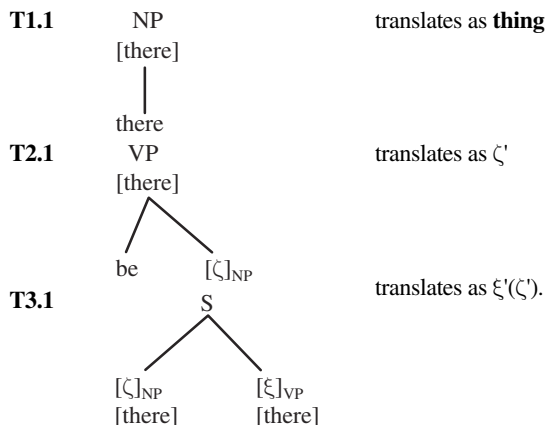 T1.1 NP translates as thing
[there]
there
T2.1 VP translates as ζ'
[there]
be [ζ]NP
T3.1 S translates as ξ'(ζ').
[ζ]NP [ξ]VP
[there] [there]